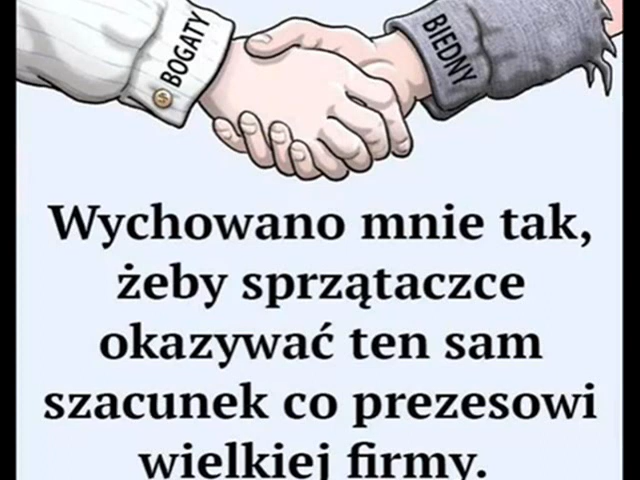 BOGATY
BIEDNY
Wychowano mnie tak,
żeby sprzątaczce
okazywać ten sam
szacunek co prezesowi
wielkiej firmy.